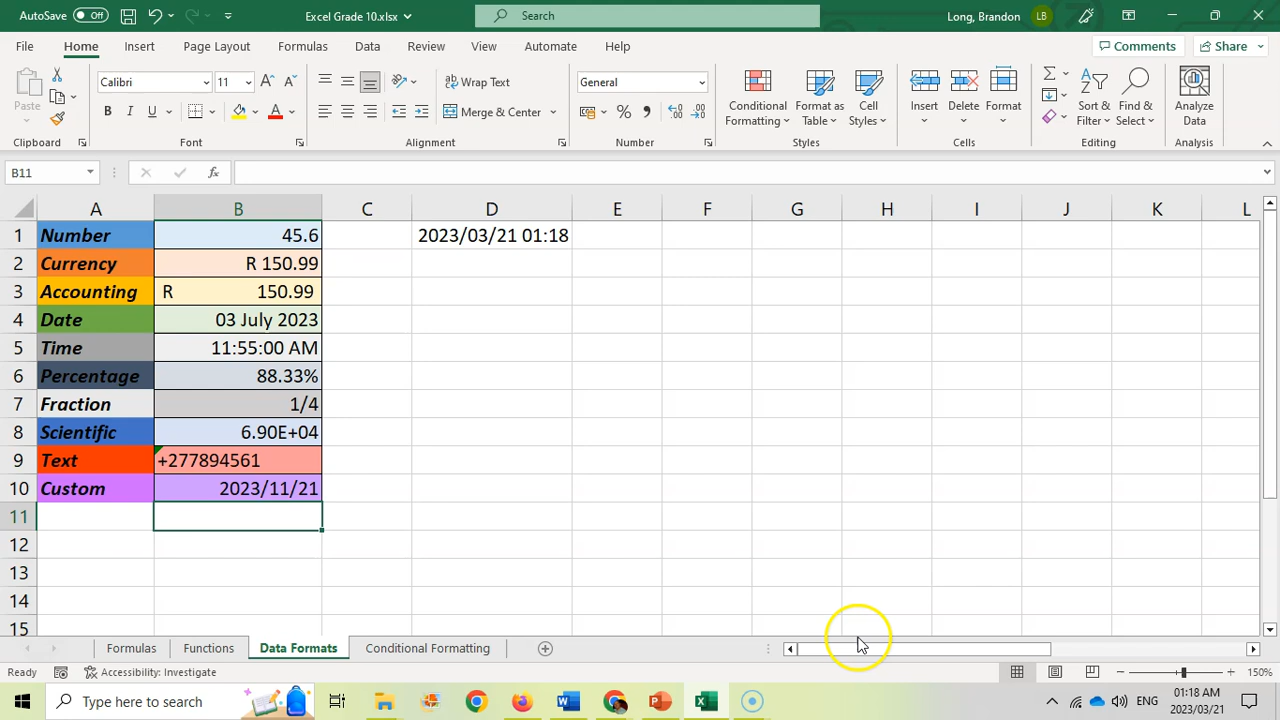 AutoSave Off Excel Grade 10.xlsx Search Long, Brandon LB
File Home Insert Page Layout Formulas Data Review View Automate Help Comments Share
Paste Calibri 11 Wrap Text General Conditional Formatting Format as Table Cell Styles Insert Delete Format Sort & Filter Find & Select Analyze Data
B I U Merge & Center
Clipboard Font Alignment Number Styles Cells Editing Analysis
B11 fx
A B C D E F G H I J K L
1 Number 45.6 2023/03/21 01:18
2 Currency R 150.99
3 Accounting R 150.99
4 Date 03 July 2023
5 Time 11:55:00 AM
6 Percentage 88.33%
7 Fraction 1/4
8 Scientific 6.90E+04
9 Text +277894561
10 Custom 2023/11/21
11
12
13
14
15
Formulas Functions Data Formats Conditional Formatting
Ready Accessibility: Investigate 150%
Type here to search 01:18 AM
2023/03/21